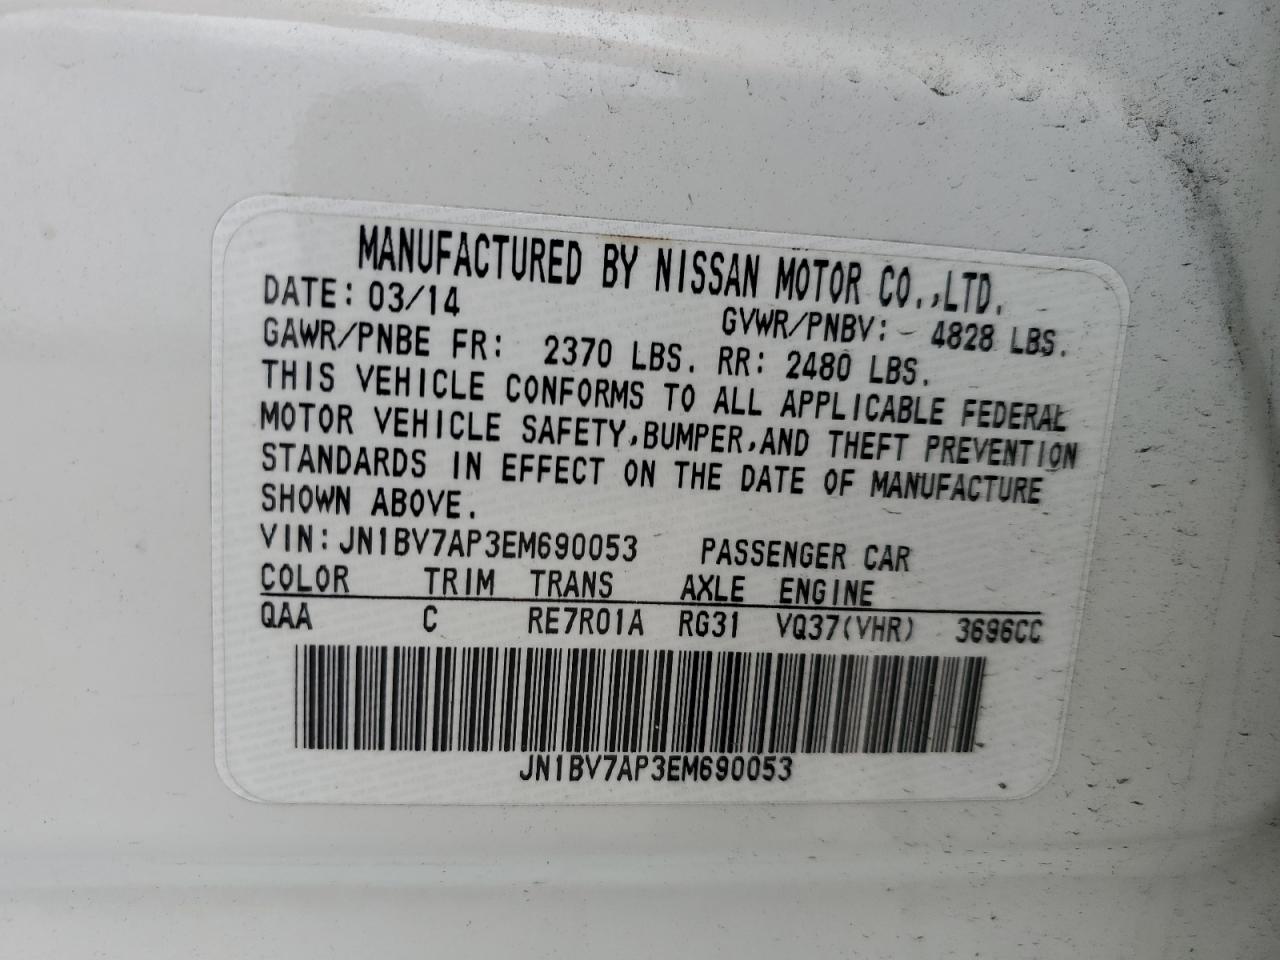 MANUFACTURED BY NISSAN MOTOR CO.,LTD.
DATE: 03/14 GVWR/PNBV: 4828 LBS.
GAWR/PNBE FR: 2370 LBS. RR: 2480 LBS.
THIS VEHICLE CONFORMS TO ALL APPLICABLE FEDERAL
MOTOR VEHICLE SAFETY,BUMPER,AND THEFT PREVENTION
STANDARDS IN EFFECT ON THE DATE OF MANUFACTURE
SHOWN ABOVE.
VIN: JN1BV7AP3EM690053 PASSENGER CAR
COLOR TRIM TRANS AXLE ENGINE
QAA C RE7R01A RG31 VQ37(VHR) 3696CC
JN1BV7AP3EM690053